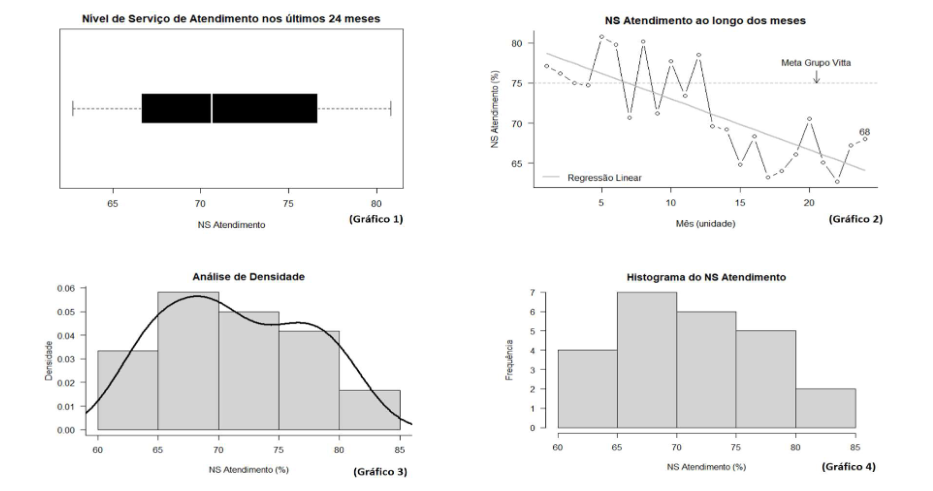 Nível de Serviço de Atendimento nos últimos 24 meses
65 70 75 80
NS Atendimento
(Gráfico 1)
NS Atendimento ao longo dos meses
NS Atendimento (%)
80
75
70
65
Meta Grupo Vitta
68
Regressão Linear
5 10 15 20
Mês (unidade)
(Gráfico 2)
Análise de Densidade
Densidade
0.06
0.05
0.04
0.03
0.02
0.01
0.00
60 65 70 75 80 85
NS Atendimento (%)
(Gráfico 3)
Histograma do NS Atendimento
Frequência
7
6
5
4
3
2
1
0
60 65 70 75 80 85
NS Atendimento (%)
(Gráfico 4)